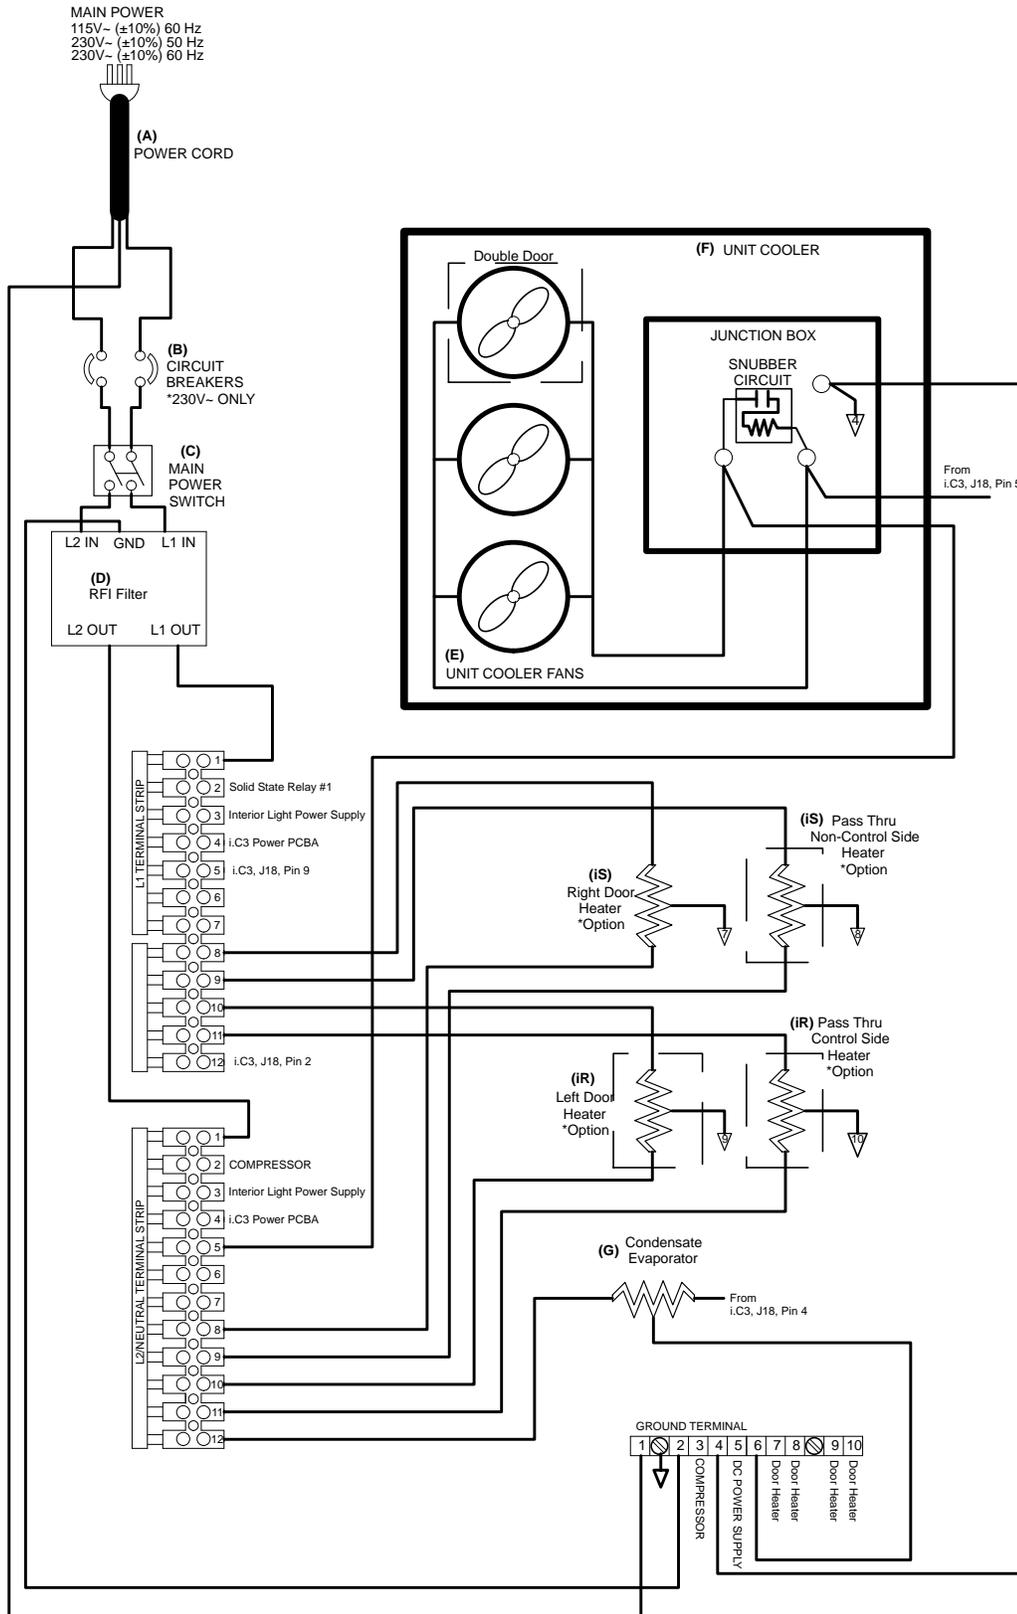 MAIN POWER
115V~ (±10%) 60 Hz
230V~ (±10%) 50 Hz
230V~ (±10%) 60 Hz
(A)
POWER CORD
(B)
CIRCUIT
BREAKERS
*230V~ ONLY
(C)
MAIN
POWER
SWITCH
L2 IN GND L1 IN
(D)
RFI Filter
L2 OUT L1 OUT
(F) UNIT COOLER
Double Door
JUNCTION BOX
SNUBBER
CIRCUIT
4
From
i.C3, J18, Pin 5
(E)
UNIT COOLER FANS
L1 TERMINAL STRIP
1
2 Solid State Relay #1
3 Interior Light Power Supply
4 i.C3 Power PCBA
5 i.C3, J18, Pin 9
6
7
8
9
10
11
12 i.C3, J18, Pin 2
(iS)
Right Door
Heater
*Option
7
(iS) Pass Thru
Non-Control Side
Heater
*Option
8
(iR)
Left Door
Heater
*Option
9
(iR) Pass Thru
Control Side
Heater
*Option
10
L2/NEUTRAL TERMINAL STRIP
1
2 COMPRESSOR
3 Interior Light Power Supply
4 i.C3 Power PCBA
5
6
7
8
9
10
11
12
(G) Condensate
Evaporator
From
i.C3, J18, Pin 4
GROUND TERMINAL
1 2 3 4 5 6 7 8 9 10
COMPRESSOR
DC POWER SUPPLY
Door Heater
Door Heater
Door Heater
Door Heater